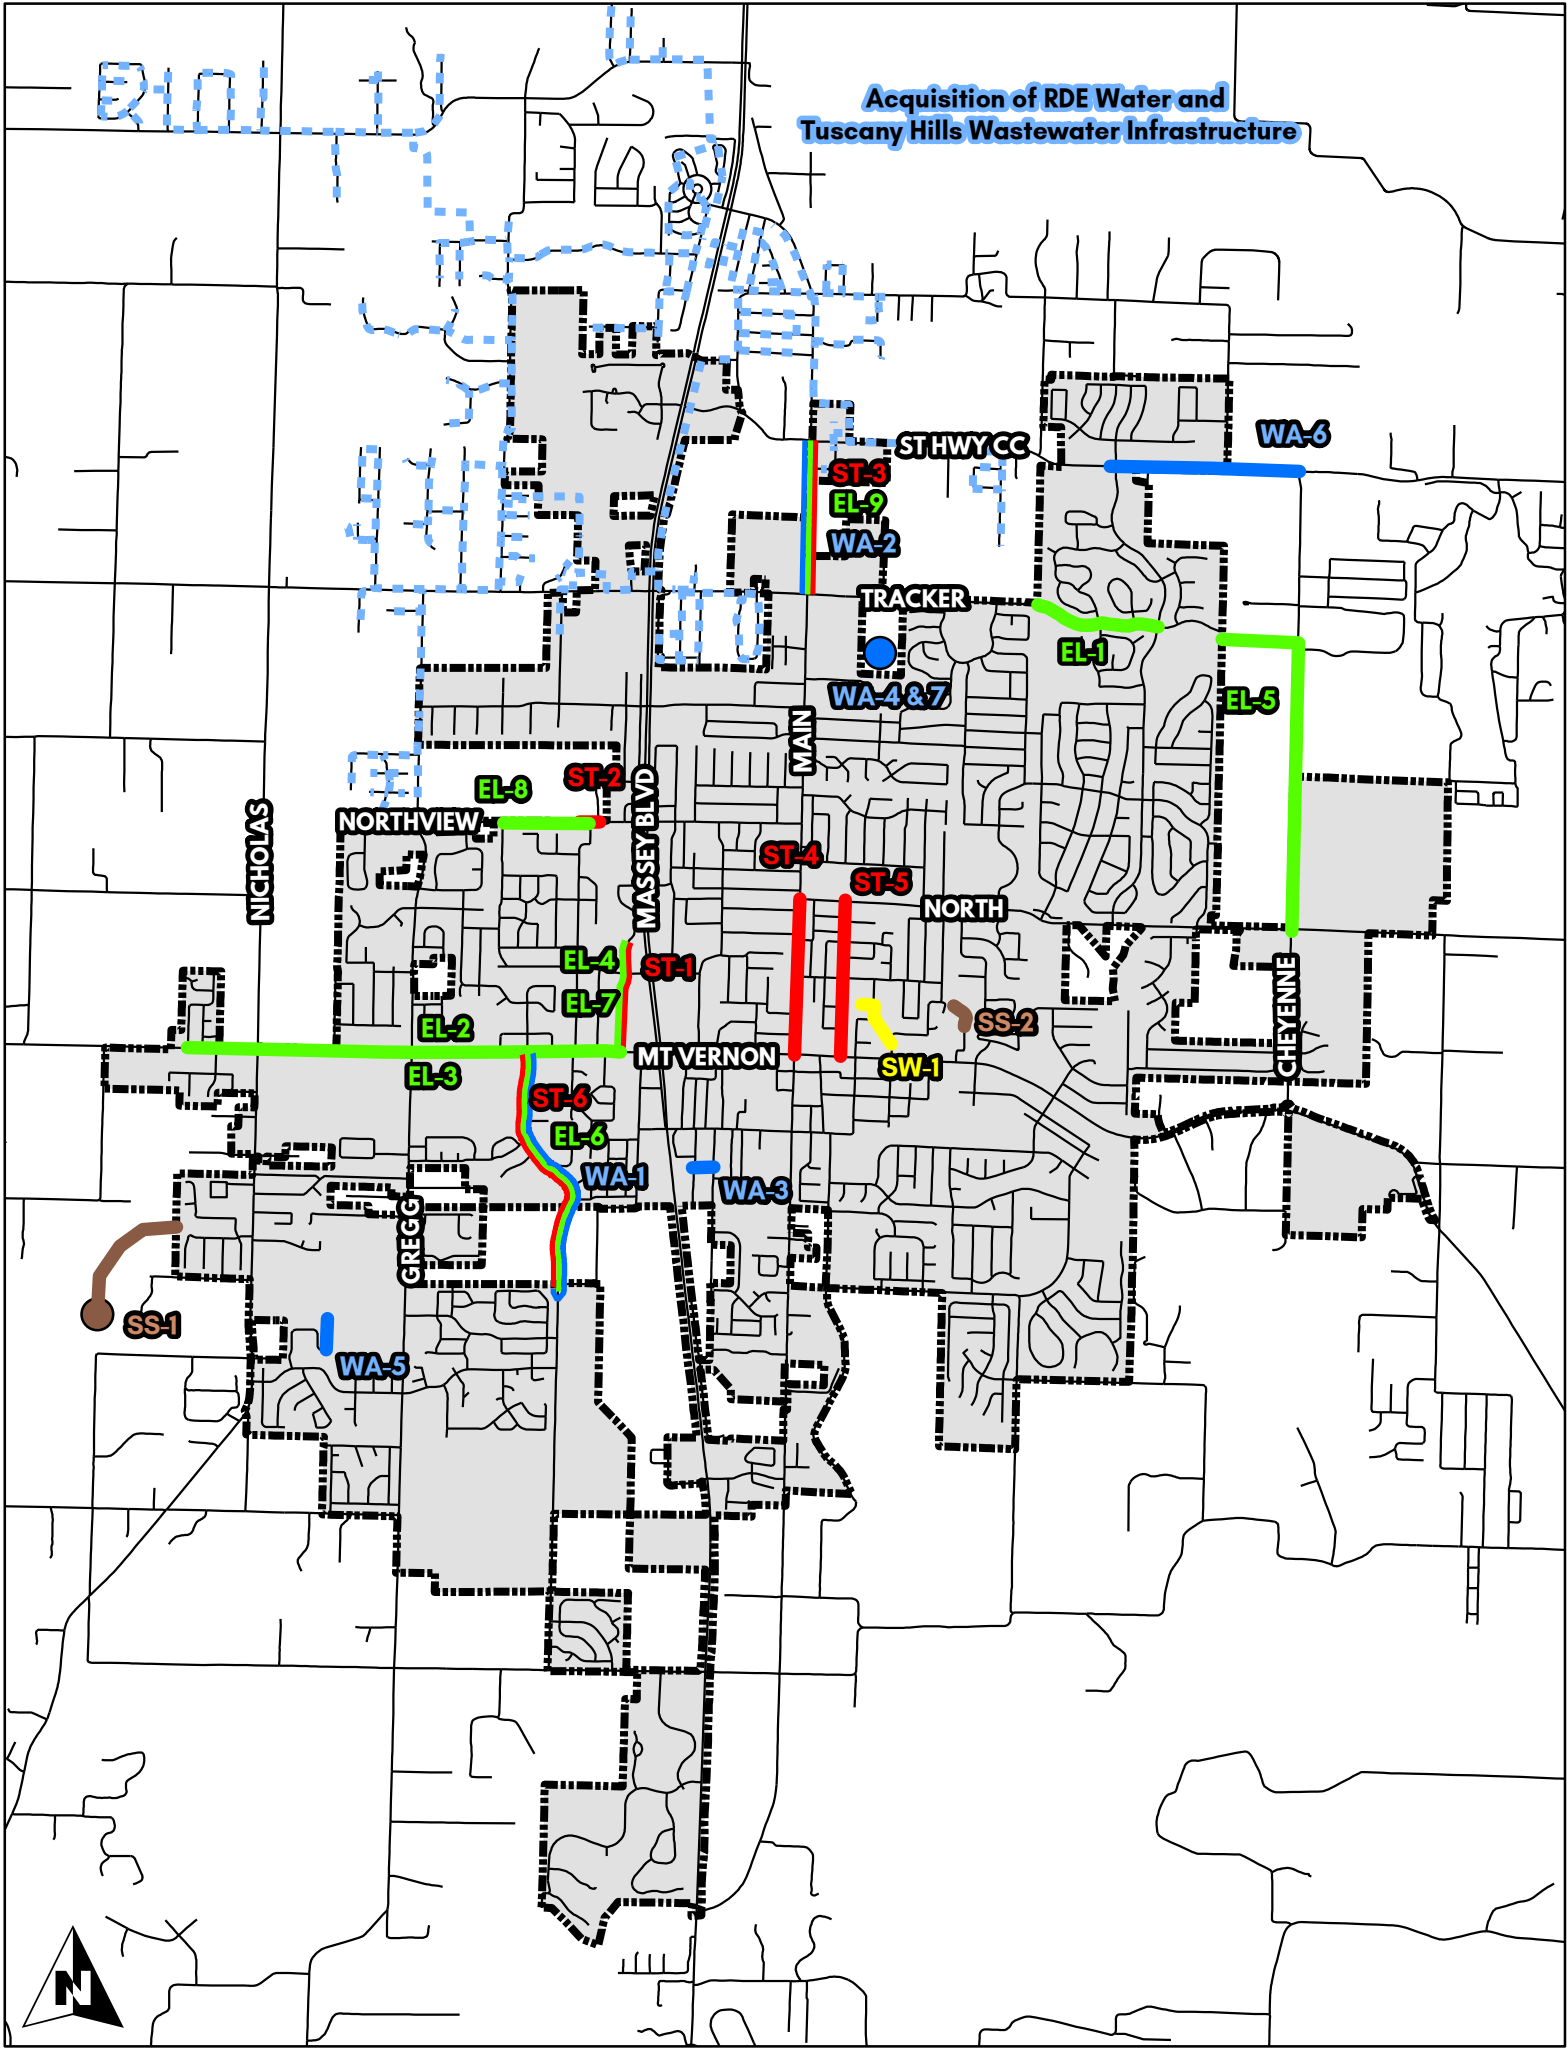 Acquisition of RDE Water and
Tuscany Hills Wastewater Infrastructure
WA-6
ST HWY CC
ST-3
EL-9
WA-2
TRACKER
EL-1
WA-4 & 7
EL-5
MAIN
ST-2
EL-8
MASSEY BLVD
NORTHVIEW
NICHOLAS
ST-4
ST-5
NORTH
EL-4
ST-1
EL-7
EL-2
SS-2
CHEYENNE
MT VERNON
SW-1
EL-3
ST-6
EL-6
WA-1
WA-3
GREGG
SS-1
WA-5
N